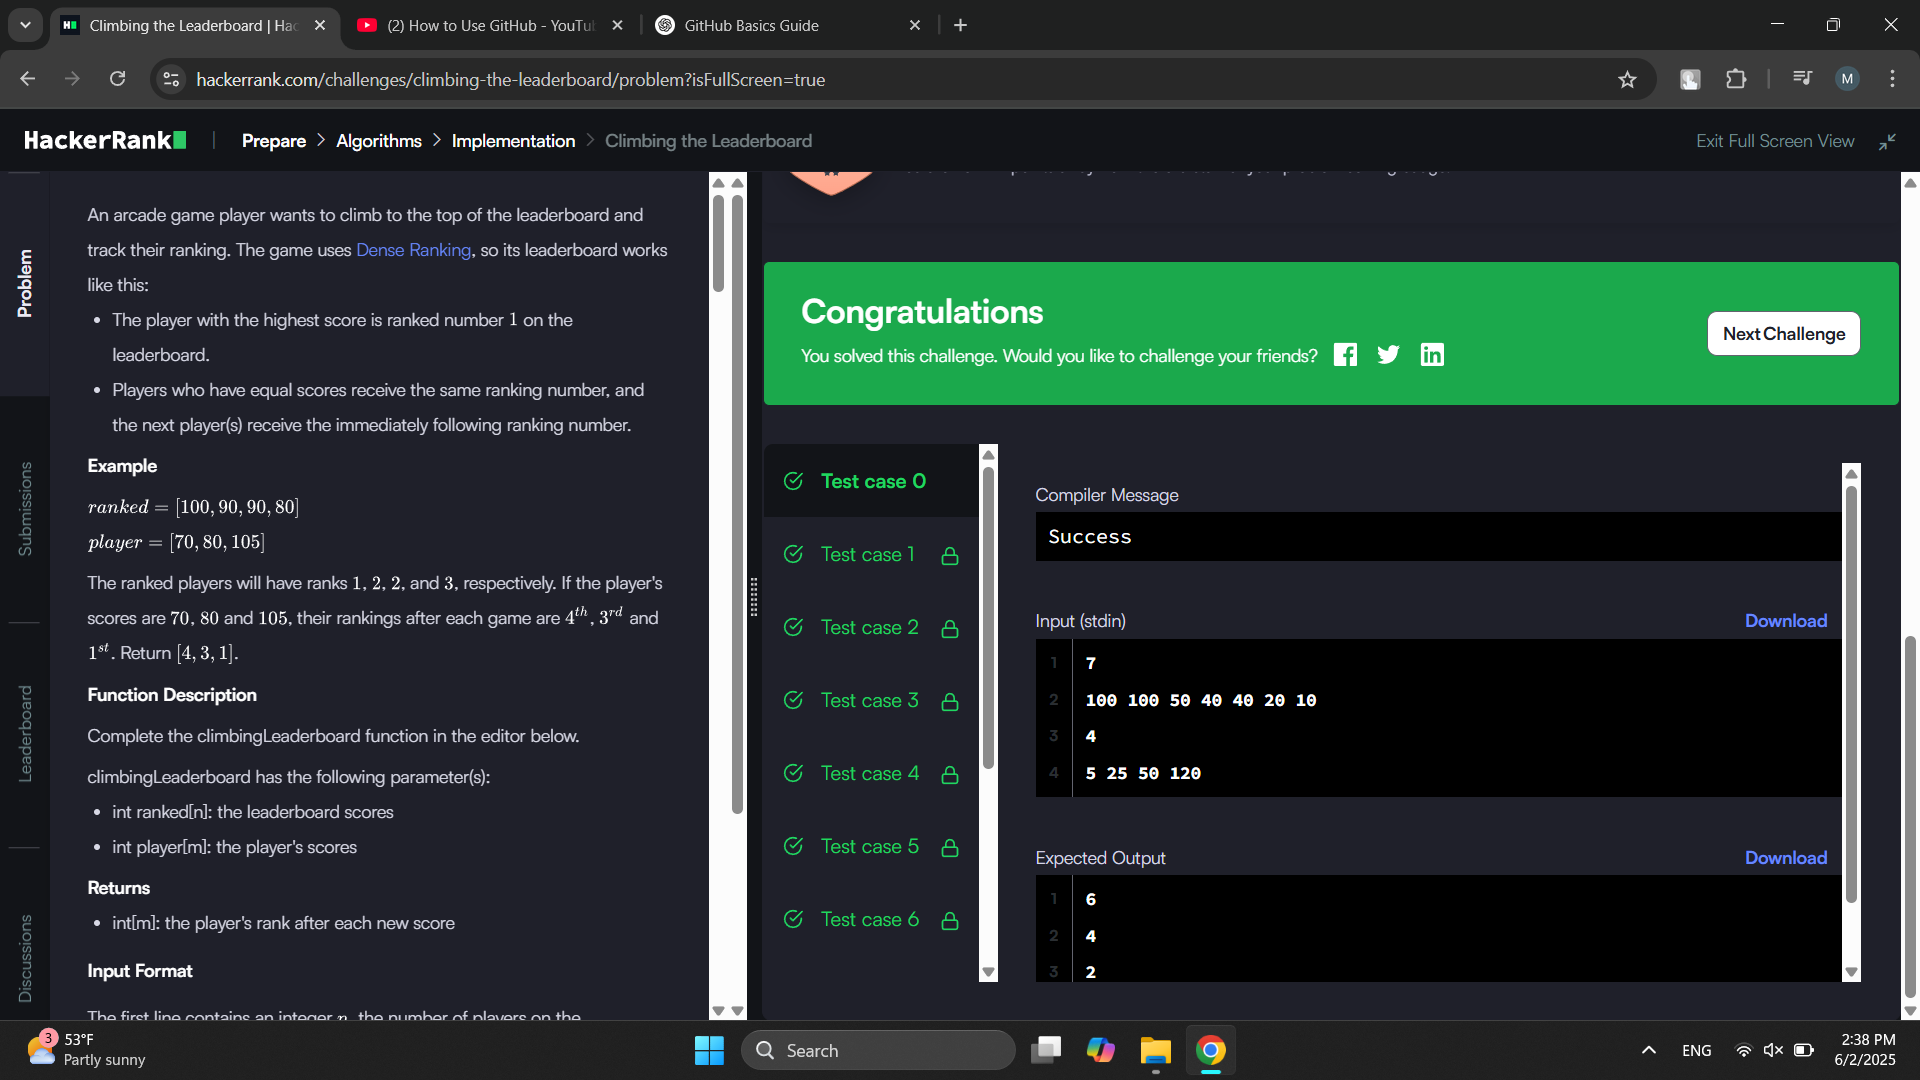 Climbing the Leaderboard | Hac
(2) How to Use GitHub - YouTu
GitHub Basics Guide
hackerrank.com/challenges/climbing-the-leaderboard/problem?isFullScreen=true
M
HackerRank
Prepare > Algorithms > Implementation > Climbing the Leaderboard
Exit Full Screen View
Problem
Submissions
Leaderboard
Discussions
An arcade game player wants to climb to the top of the leaderboard and
track their ranking. The game uses Dense Ranking, so its leaderboard works
like this:
• The player with the highest score is ranked number 1 on the
leaderboard.
• Players who have equal scores receive the same ranking number, and
the next player(s) receive the immediately following ranking number.
Example
ranked = [100, 90, 90, 80]
player = [70, 80, 105]
The ranked players will have ranks 1, 2, 2, and 3, respectively. If the player's
scores are 70, 80 and 105, their rankings after each game are 4th, 3rd and
1st. Return [4, 3, 1].
Function Description
Complete the climbingLeaderboard function in the editor below.
climbingLeaderboard has the following parameter(s):
• int ranked[n]: the leaderboard scores
• int player[m]: the player's scores
Returns
• int[m]: the player's rank after each new score
Input Format
The first line contains an integer n, the number of players on the
Congratulations
You solved this challenge. Would you like to challenge your friends?
Next Challenge
Test case 0
Test case 1
Test case 2
Test case 3
Test case 4
Test case 5
Test case 6
Compiler Message
Success
Input (stdin)
Download
1 7
2 100 100 50 40 40 20 10
3 4
4 5 25 50 120
Expected Output
Download
1 6
2 4
3 2
3
53°F
Partly sunny
Search
ENG
2:38 PM
6/2/2025